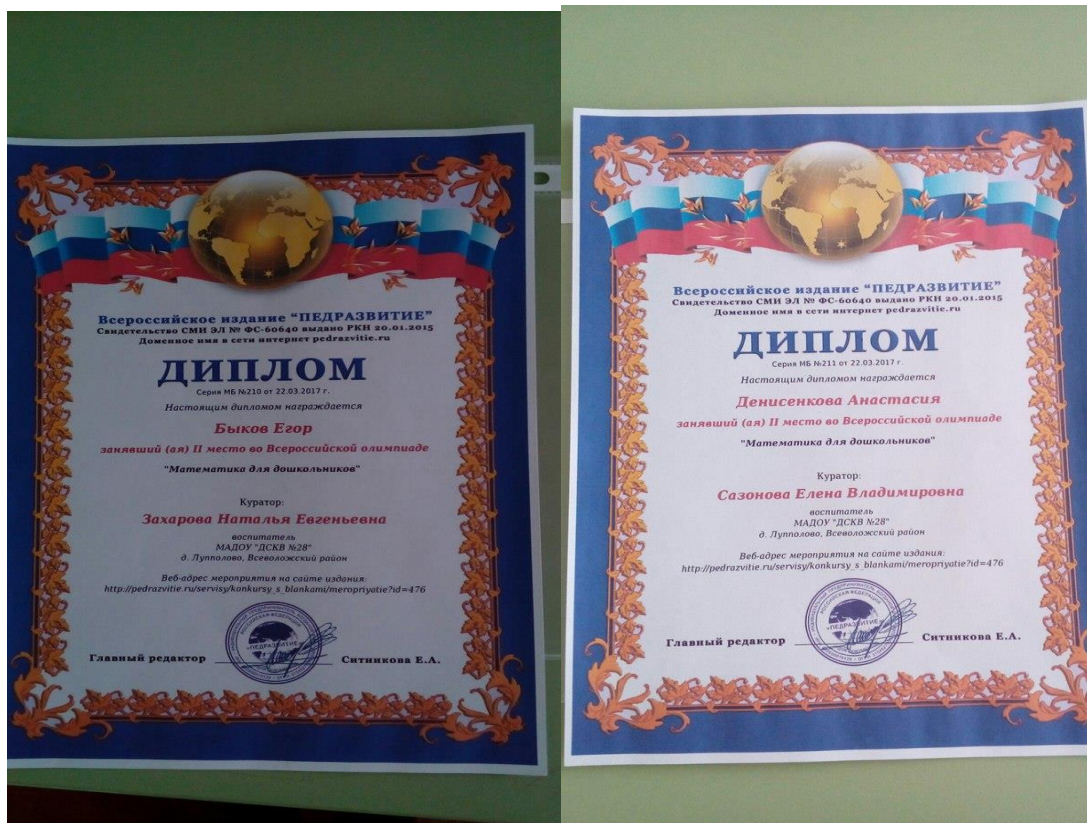 Всероссийское издание "ПЕДРАЗВИТИЕ"
Свидетельство СМИ ЭЛ № ФС-60640 выдано РКН 20.01.2015
Доменное имя в сети интернет pedrazvitie.ru
ДИПЛОМ
Серия МБ №210 от 22.03.2017 г.
Настоящим дипломом награждается
Быков Егор
занявший (ая) II место во Всероссийской олимпиаде
"Математика для дошкольников"
Куратор:
Захарова Наталья Евгеньевна
воспитатель
МАДОУ "ДСКВ №28"
д. Лупполово, Всеволожский район
Веб-адрес мероприятия на сайте издания:
http://pedrazvitie.ru/servisy/konkursy_s_blankami/meropriyatie?id=476
РОССИЙСКАЯ ФЕДЕРАЦИЯ
«ПЕДРАЗВИТИЕ»
Главный редактор Ситникова Е.А.
Всероссийское издание "ПЕДРАЗВИТИЕ"
Свидетельство СМИ ЭЛ № ФС-60640 выдано РКН 20.01.2015
Доменное имя в сети интернет pedrazvitie.ru
ДИПЛОМ
Серия МБ №211 от 22.03.2017 г.
Настоящим дипломом награждается
Денисенкова Анастасия
занявший (ая) II место во Всероссийской олимпиаде
"Математика для дошкольников"
Куратор:
Сазонова Елена Владимировна
воспитатель
МАДОУ "ДСКВ №28"
д. Лупполово, Всеволожский район
Веб-адрес мероприятия на сайте издания:
http://pedrazvitie.ru/servisy/konkursy_s_blankami/meropriyatie?id=476
РОССИЙСКАЯ ФЕДЕРАЦИЯ
«ПЕДРАЗВИТИЕ»
Главный редактор Ситникова Е.А.